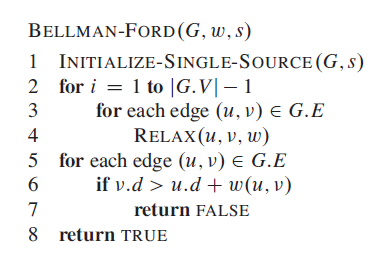 BELLMAN-FORD(G, w, s)
1 INITIALIZE-SINGLE-SOURCE(G, s)
2 for i = 1 to |G.V| − 1
3 for each edge (u, v) ∈ G.E
4 RELAX(u, v, w)
5 for each edge (u, v) ∈ G.E
6 if v.d > u.d + w(u, v)
7 return FALSE
8 return TRUE